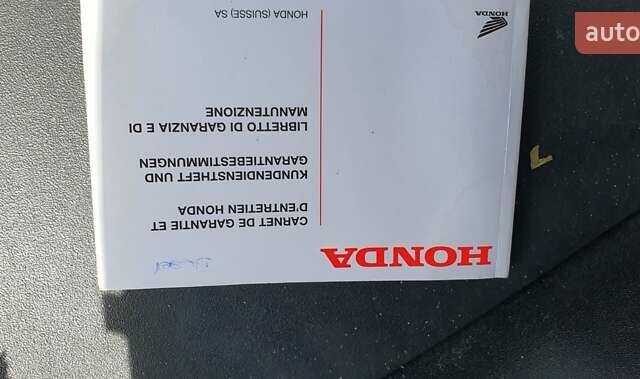 HONDA
CARNET DE GARANTIE ET
D'ENTRETIEN HONDA
KUNDENDIENSTHEFT UND
GARANTIEBESTIMMUNGEN
LIBRETTO DI GARANZIA E DI
MANUTENZIONE
HONDA (SUISSE) SA
HONDA
auto